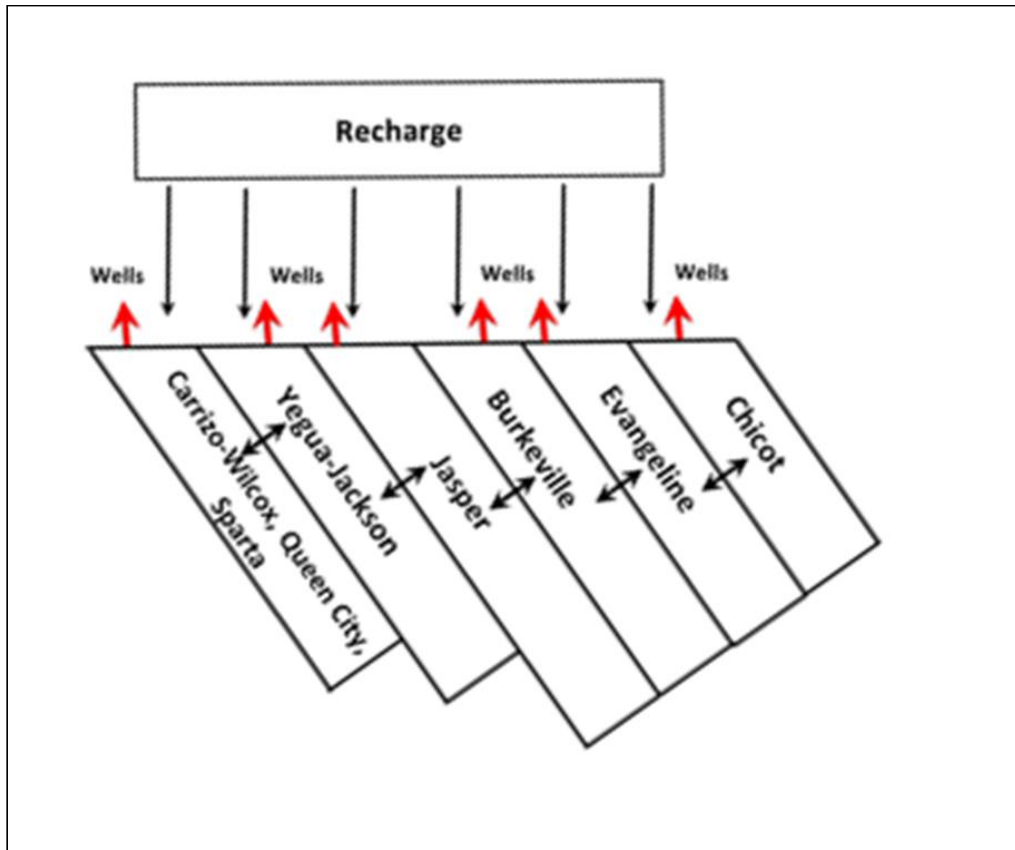 Recharge
Wells
Wells
Wells
Wells
Carrizo-Wilcox, Queen City,
Sparta
Yegua-Jackson
Jasper
Burkeville
Evangeline
Chicot